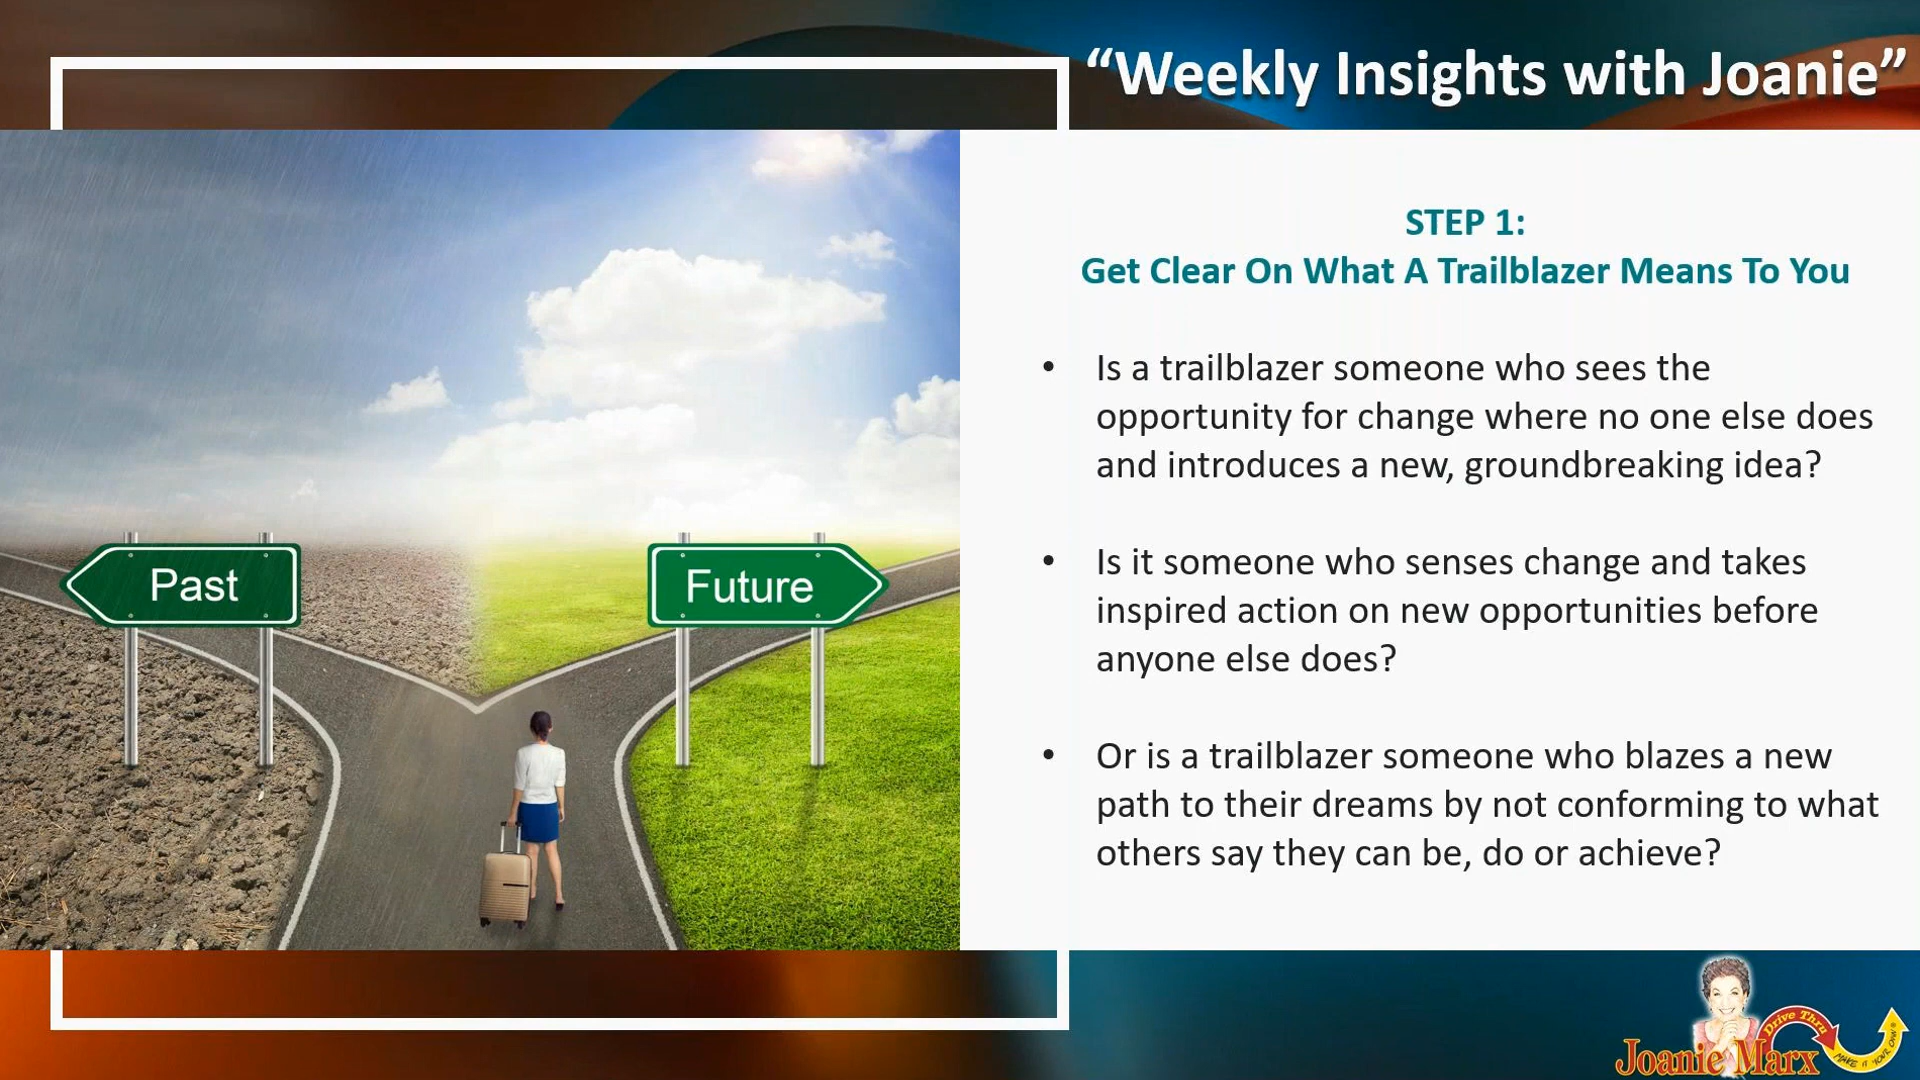 “Weekly Insights with Joanie”
STEP 1:
Get Clear On What A Trailblazer Means To You
• Is a trailblazer someone who sees the
opportunity for change where no one else does
and introduces a new, groundbreaking idea?
• Is it someone who senses change and takes
inspired action on new opportunities before
anyone else does?
• Or is a trailblazer someone who blazes a new
path to their dreams by not conforming to what
others say they can be, do or achieve?
Past
Future
Drive Thru
MAKE IT YOUR OWN®
Joanie Marx